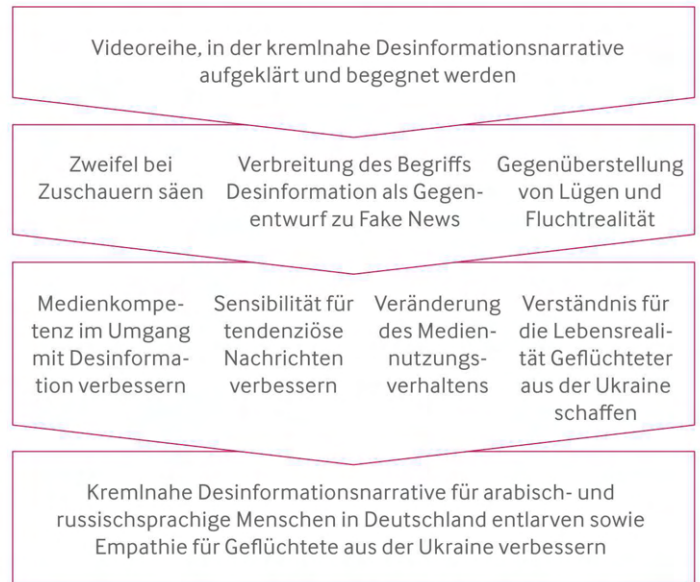 Videoreihe, in der kremlnahe Desinformationsnarrative
aufgeklärt und begegnet werden
Zweifel bei
Zuschauern säen
Verbreitung des Begriffs
Desinformation als Gegen-
entwurf zu Fake News
Gegenüberstellung
von Lügen und
Fluchtrealität
Medienkompe-
tenz im Umgang
mit Desinforma-
tion verbessern
Sensibilität für
tendenziöse
Nachrichten
verbessern
Veränderung
des Medien-
nutzungs-
verhaltens
Verständnis für
die Lebensreali-
tät Geflüchteter
aus der Ukraine
schaffen
Kremlnahe Desinformationsnarrative für arabisch- und
russischsprachige Menschen in Deutschland entlarven sowie
Empathie für Geflüchtete aus der Ukraine verbessern